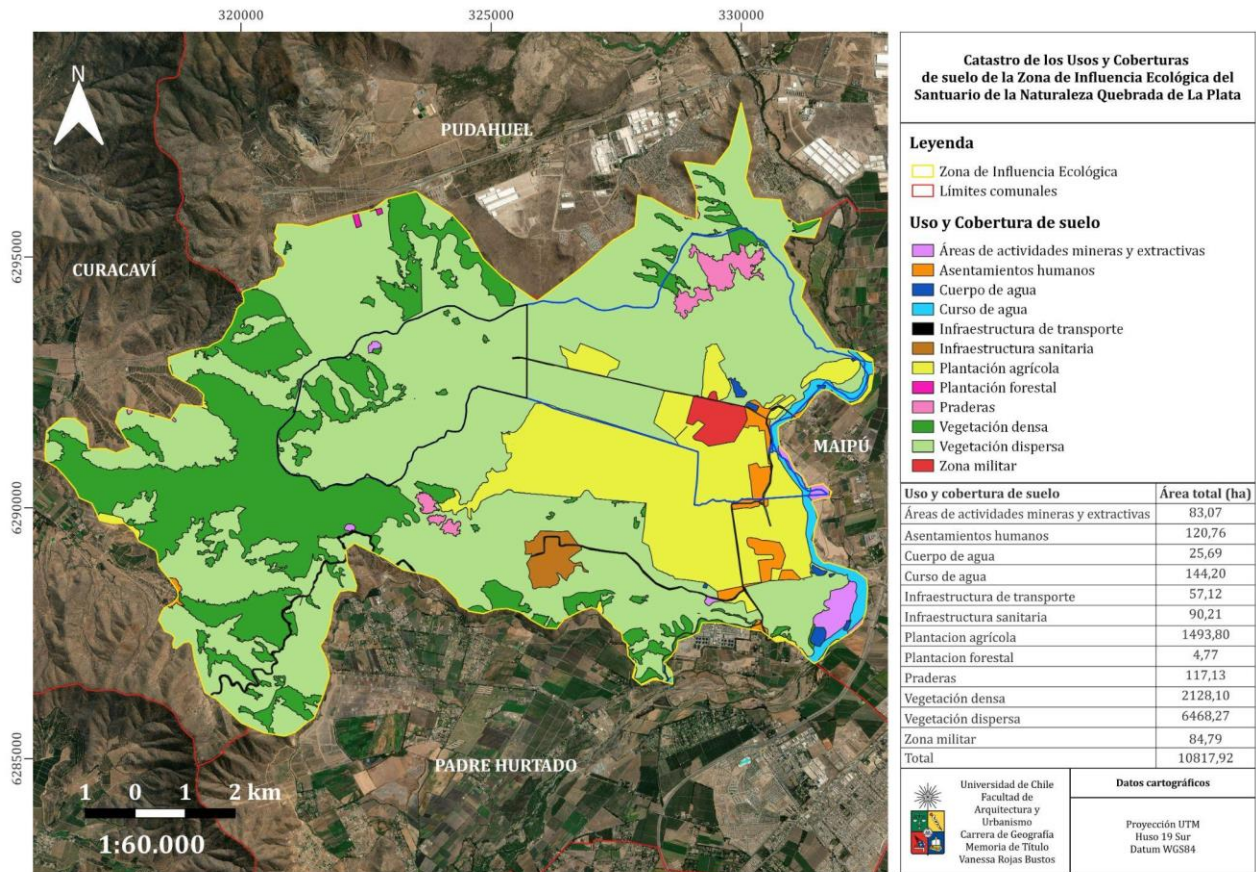 320000
325000
330000
6295000
6290000
6285000
N
PUDAHUEL
CURACAVÍ
MAIPÚ
PADRE HURTADO
1 0 1 2 km
1:60.000
Catastro de los Usos y Coberturas
de suelo de la Zona de Influencia Ecológica del
Santuario de la Naturaleza Quebrada de La Plata
Leyenda
Zona de Influencia Ecológica
Límites comunales
Uso y Cobertura de suelo
Áreas de actividades mineras y extractivas
Asentamientos humanos
Cuerpo de agua
Curso de agua
Infraestructura de transporte
Infraestructura sanitaria
Plantación agrícola
Plantación forestal
Praderas
Vegetación densa
Vegetación dispersa
Zona militar
Uso y cobertura de suelo Área total (ha)
Áreas de actividades mineras y extractivas 83,07
Asentamientos humanos 120,76
Cuerpo de agua 25,69
Curso de agua 144,20
Infraestructura de transporte 57,12
Infraestructura sanitaria 90,21
Plantacion agrícola 1493,80
Plantacion forestal 4,77
Praderas 117,13
Vegetación densa 2128,10
Vegetación dispersa 6468,27
Zona militar 84,79
Total 10817,92
Universidad de Chile
Facultad de
Arquitectura y
Urbanismo
Carrera de Geografía
Memoria de Título
Vanessa Rojas Bustos
Datos cartográficos
Proyección UTM
Huso 19 Sur
Datum WGS84